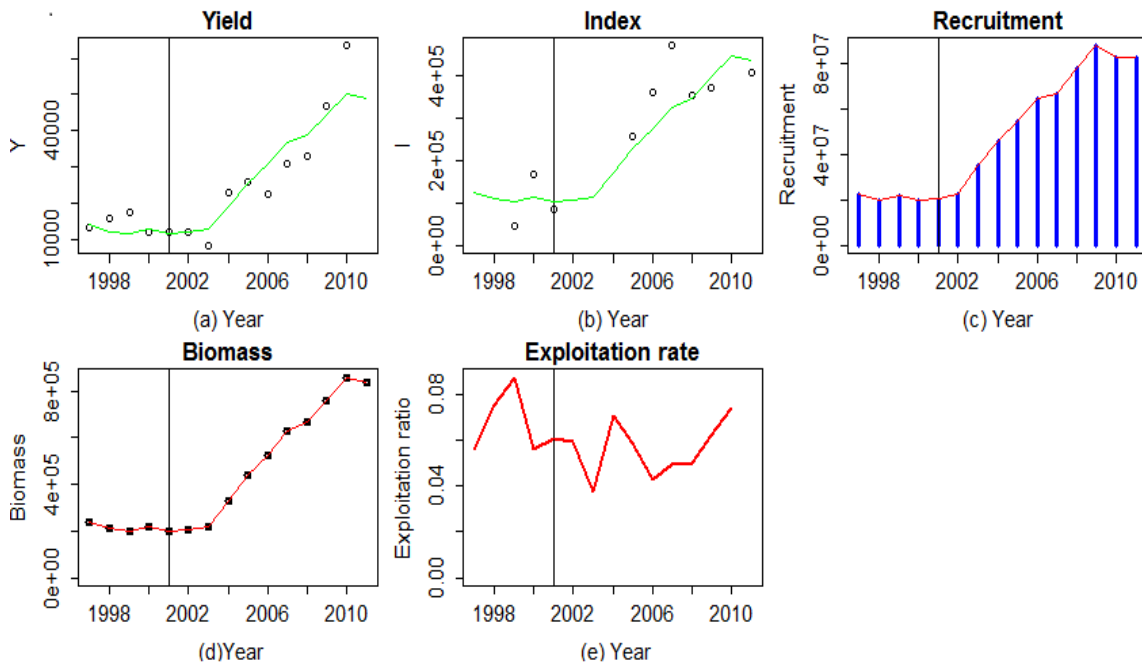 Yield
Y
40000
10000
1998 2002 2006 2010
(a) Year
Index
I
4e+05
2e+05
0e+00
1998 2002 2006 2010
(b) Year
Recruitment
Recruitment
8e+07
4e+07
0e+00
1998 2002 2006 2010
(c) Year
Biomass
Biomass
8e+05
4e+05
0e+00
1998 2002 2006 2010
(d)Year
Exploitation rate
Exploitation ratio
0.08
0.04
0.00
1998 2002 2006 2010
(e) Year